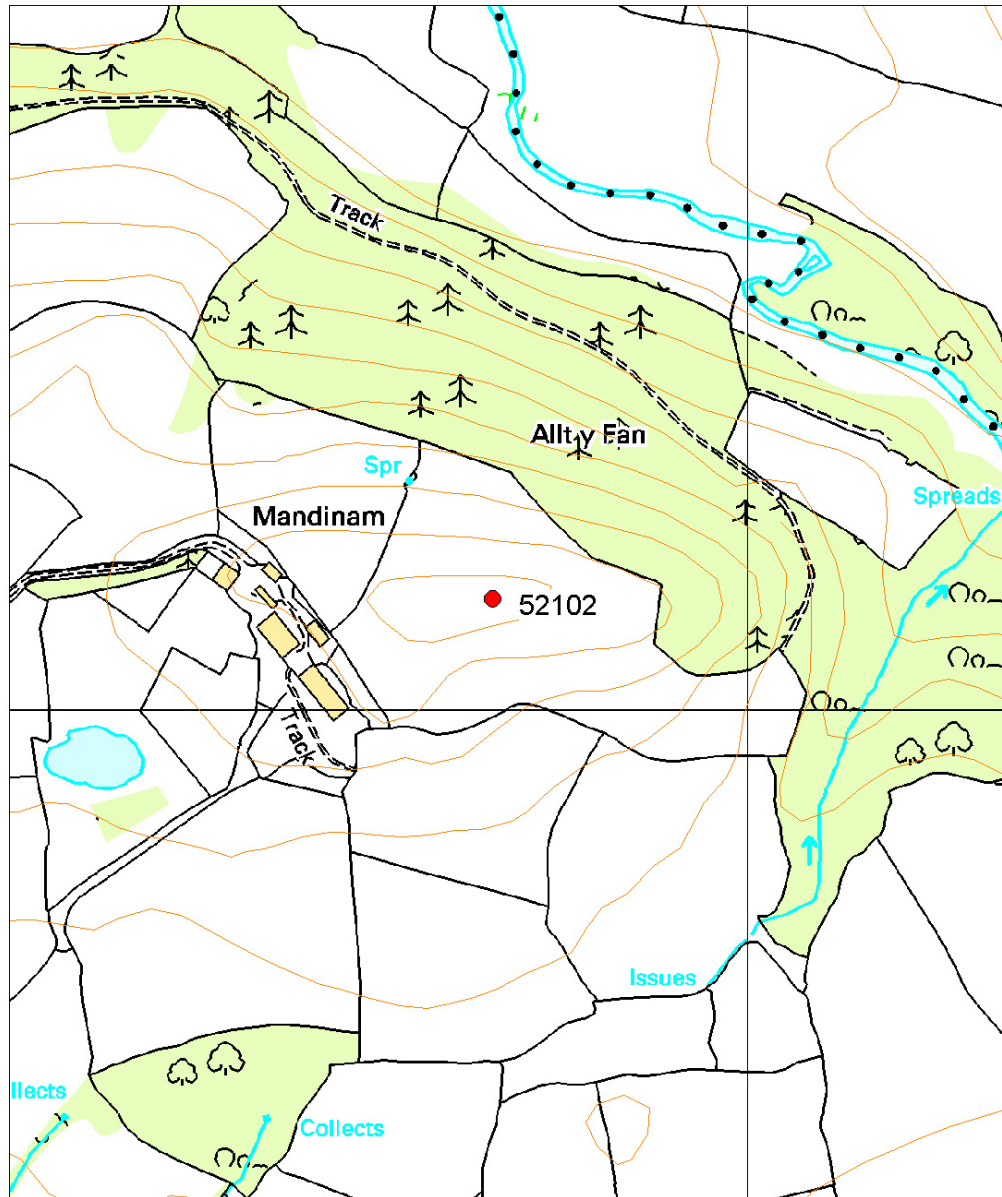 Track
Allt y Fan
Spr
Spreads
Mandinam
52102
Track
Issues
llects
Collects